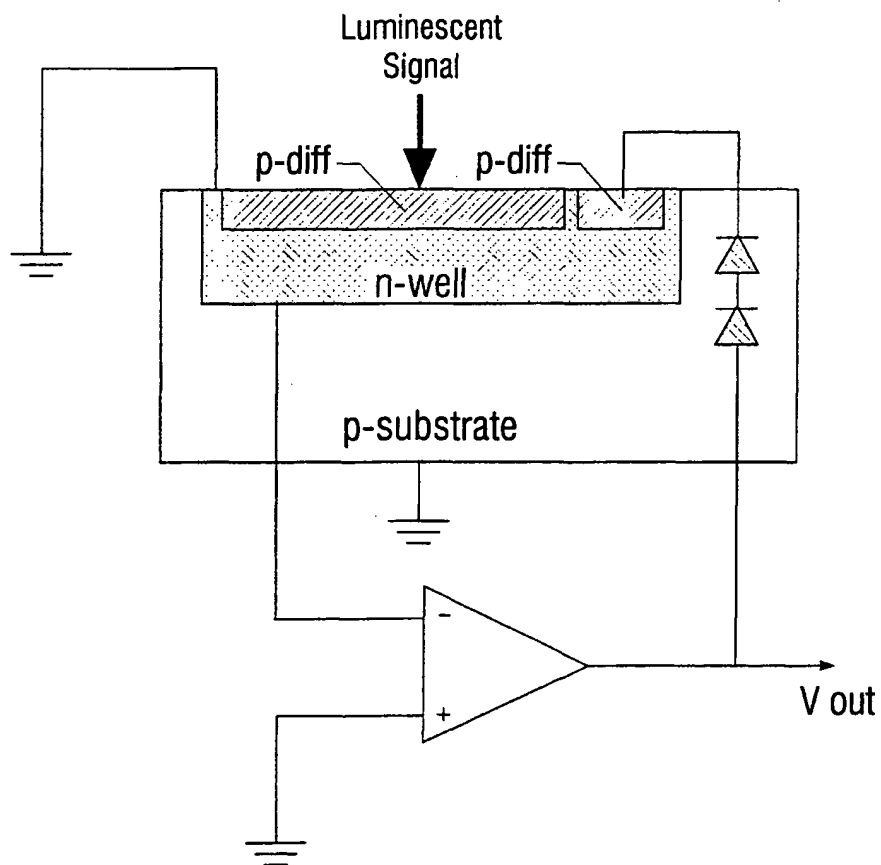 Luminescent
Signal
p-diff
p-diff
n-well
p-substrate
-
+
V out